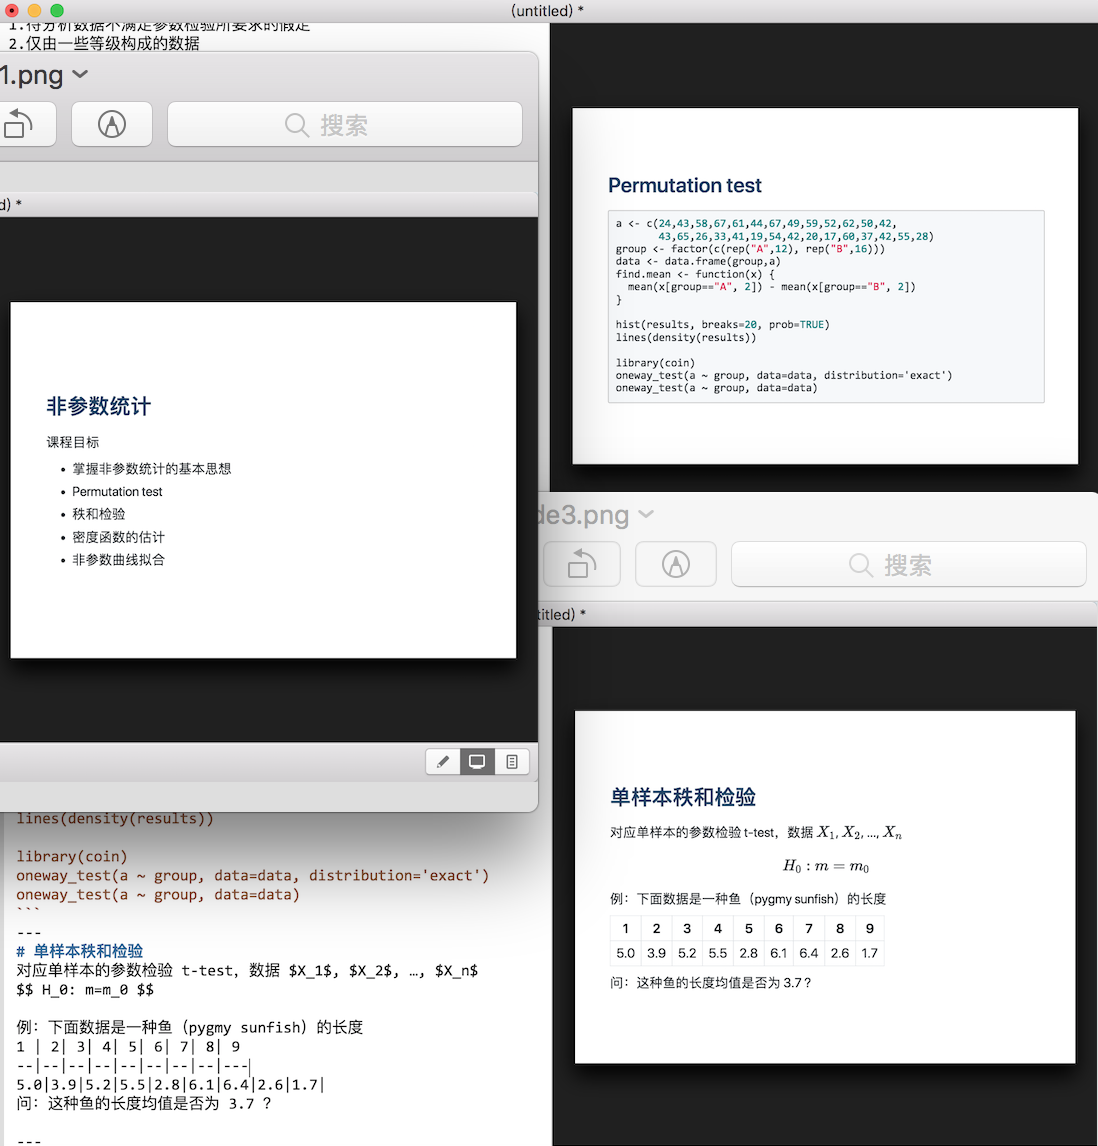 (untitled) *
1.待分析数据不满足参数检验所要求的假定
2.仅由一些等级构成的数据
1.png
搜索
d) *
非参数统计
课程目标
• 掌握非参数统计的基本思想
• Permutation test
• 秩和检验
• 密度函数的估计
• 非参数曲线拟合
Permutation test
a <- c(24,43,58,67,61,44,67,49,59,52,62,50,42,
43,65,26,33,41,19,54,42,20,17,60,37,42,55,28)
group <- factor(c(rep("A",12), rep("B",16)))
data <- data.frame(group,a)
find.mean <- function(x) {
mean(x[group=="A", 2]) - mean(x[group=="B", 2])
}
hist(results, breaks=20, prob=TRUE)
lines(density(results))
library(coin)
oneway_test(a ~ group, data=data, distribution='exact')
oneway_test(a ~ group, data=data)
de3.png
搜索
titled) *
单样本秩和检验
对应单样本的参数检验 t-test，数据 X₁, X₂, ..., Xₙ
H₀ : m = m₀
例：下面数据是一种鱼（pygmy sunfish）的长度
1 2 3 4 5 6 7 8 9
5.0 3.9 5.2 5.5 2.8 6.1 6.4 2.6 1.7
问：这种鱼的长度均值是否为 3.7？
lines(density(results))
library(coin)
oneway_test(a ~ group, data=data, distribution='exact')
oneway_test(a ~ group, data=data)
```
---
# 单样本秩和检验
对应单样本的参数检验 t-test，数据 $X_1$, $X_2$, …, $X_n$
$$ H_0: m=m_0 $$
例：下面数据是一种鱼（pygmy sunfish）的长度
1 | 2| 3| 4| 5| 6| 7| 8| 9
--|--|--|--|--|--|--|--|---|
5.0|3.9|5.2|5.5|2.8|6.1|6.4|2.6|1.7|
问：这种鱼的长度均值是否为 3.7 ？
---